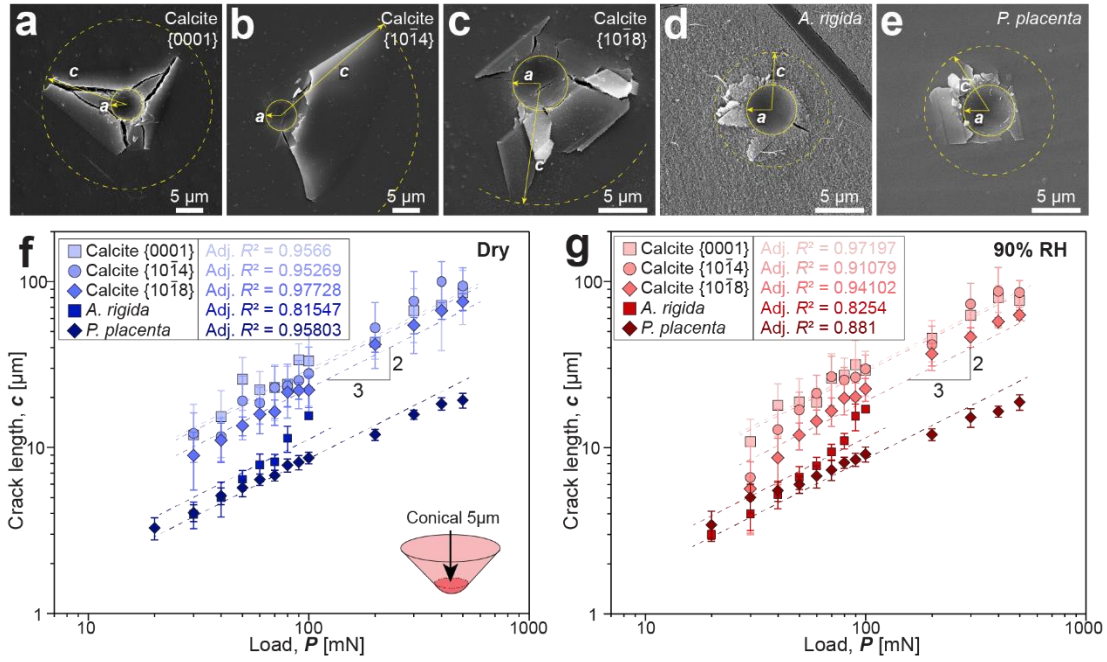 a
Calcite
{0001}
c
a
5 µm
b
Calcite
{101̄4}
c
a
5 µm
c
Calcite
{101̄8}
a
c
5 µm
d
A. rigida
c
a
5 µm
e
P. placenta
c
a
5 µm
f
Dry
Calcite {0001} Adj. R² = 0.9566
Calcite {101̄4} Adj. R² = 0.95269
Calcite {101̄8} Adj. R² = 0.97728
A. rigida Adj. R² = 0.81547
P. placenta Adj. R² = 0.95803
2
3
Conical 5µm
Crack length, c [µm]
100
10
1
10 100 1000
Load, P [mN]
g
90% RH
Calcite {0001} Adj. R² = 0.97197
Calcite {101̄4} Adj. R² = 0.91079
Calcite {101̄8} Adj. R² = 0.94102
A. rigida Adj. R² = 0.8254
P. placenta Adj. R² = 0.881
2
3
Crack length, c [µm]
100
10
1
10 100 1000
Load, P [mN]